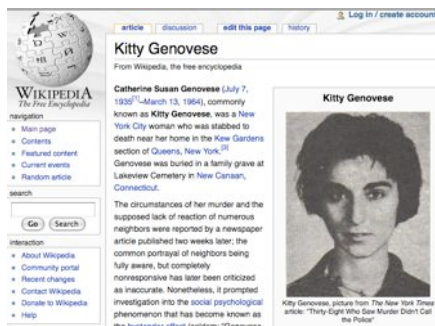 Log in / create account
article discussion edit this page history
Kitty Genovese
From Wikipedia, the free encyclopedia
WIKIPEDIA
The Free Encyclopedia
navigation
Main page
Contents
Featured content
Current events
Random article
search
Go Search
interaction
About Wikipedia
Community portal
Recent changes
Contact Wikipedia
Donate to Wikipedia
Help
Catherine Susan Genovese (July 7,
1935[1]–March 13, 1964), commonly
known as Kitty Genovese, was a New
York City woman who was stabbed to
death near her home in the Kew Gardens
section of Queens, New York.[2]
Genovese was buried in a family grave at
Lakeview Cemetery in New Canaan,
Connecticut.
The circumstances of her murder and the
supposed lack of reaction of numerous
neighbors were reported by a newspaper
article published two weeks later; the
common portrayal of neighbors being
fully aware, but completely
nonresponsive has later been criticized
as inaccurate. Nonetheless, it prompted
investigation into the social psychological
phenomenon that has become known as
Kitty Genovese
Kitty Genovese, picture from The New York Times
article: "Thirty-Eight Who Saw Murder Didn't Call
the Police"